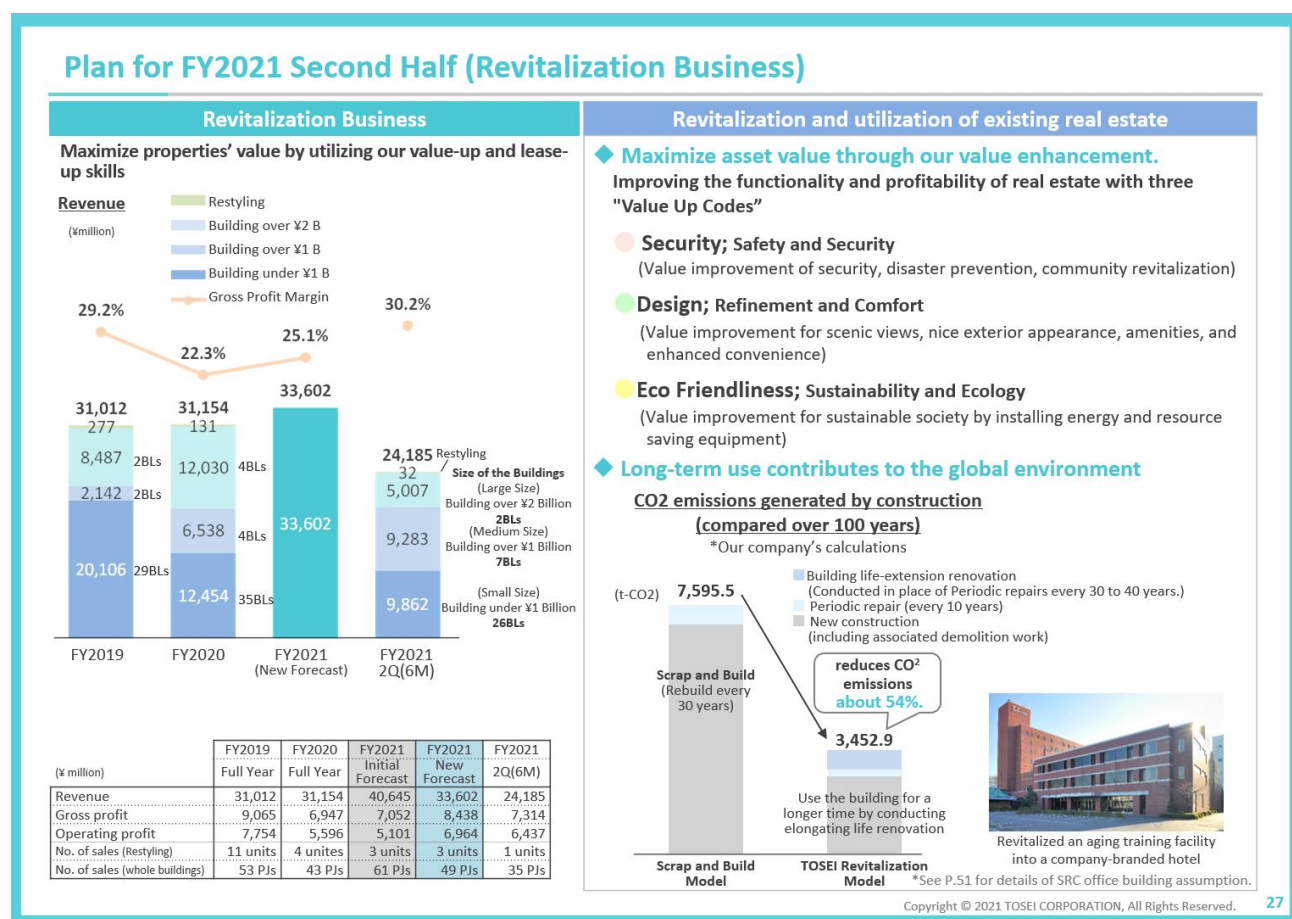 Plan for FY2021 Second Half (Revitalization Business)
Revitalization Business
Maximize properties' value by utilizing our value-up and lease-
up skills
Revenue
(¥million)
Restyling
Building over ¥2 B
Building over ¥1 B
Building under ¥1 B
Gross Profit Margin
29.2%
22.3%
25.1%
30.2%
31,012
277
8,487 2BLs
2,142 2BLs
20,106 29BLs
31,154
131
12,030 4BLs
6,538 4BLs
12,454 35BLs
33,602
33,602
24,185 Restyling
32
5,007
9,283
9,862
Size of the Buildings
(Large Size)
Building over ¥2 Billion
2BLs
(Medium Size)
Building over ¥1 Billion
7BLs
(Small Size)
Building under ¥1 Billion
26BLs
FY2019
FY2020
FY2021
(New Forecast)
FY2021
2Q(6M)
FY2019 FY2020 FY2021 FY2021 FY2021
(¥ million) Full Year Full Year Initial Forecast New Forecast 2Q(6M)
Revenue 31,012 31,154 40,645 33,602 24,185
Gross profit 9,065 6,947 7,052 8,438 7,314
Operating profit 7,754 5,596 5,101 6,964 6,437
No. of sales (Restyling) 11 units 4 unites 3 units 3 units 1 units
No. of sales (whole buildings) 53 PJs 43 PJs 61 PJs 49 PJs 35 PJs
Revitalization and utilization of existing real estate
◆ Maximize asset value through our value enhancement.
Improving the functionality and profitability of real estate with three
"Value Up Codes”
Security; Safety and Security
(Value improvement of security, disaster prevention, community revitalization)
Design; Refinement and Comfort
(Value improvement for scenic views, nice exterior appearance, amenities, and
enhanced convenience)
Eco Friendliness; Sustainability and Ecology
(Value improvement for sustainable society by installing energy and resource
saving equipment)
◆ Long-term use contributes to the global environment
CO2 emissions generated by construction
(compared over 100 years)
*Our company's calculations
(t-CO2)
7,595.5
Building life-extension renovation
(Conducted in place of Periodic repairs every 30 to 40 years.)
Periodic repair (every 10 years)
New construction
(including associated demolition work)
Scrap and Build
(Rebuild every
30 years)
reduces CO²
emissions
about 54%.
3,452.9
Use the building for a
longer time by conducting
elongating life renovation
Scrap and Build
Model
TOSEI Revitalization
Model
Revitalized an aging training facility
into a company-branded hotel
*See P.51 for details of SRC office building assumption.
Copyright © 2021 TOSEI CORPORATION, All Rights Reserved.
27